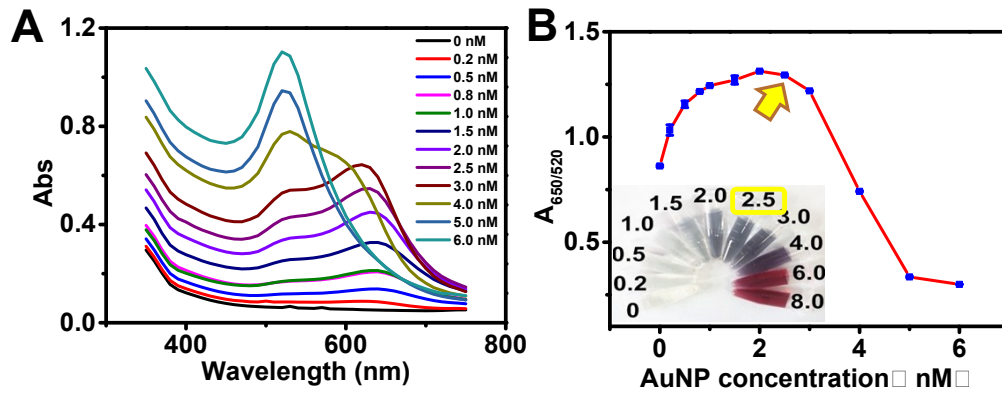 A
1.2
0.9
0.6
0.3
0.0
Abs
400
600
800
Wavelength (nm)
0 nM
0.2 nM
0.5 nM
0.8 nM
1.0 nM
1.5 nM
2.0 nM
2.5 nM
3.0 nM
4.0 nM
5.0 nM
6.0 nM
B
1.5
1.0
0.5
A650/520
0
2
4
6
AuNP concentration□ nM□
0
0.2
0.5
1.0
1.5
2.0
2.5
3.0
4.0
6.0
8.0